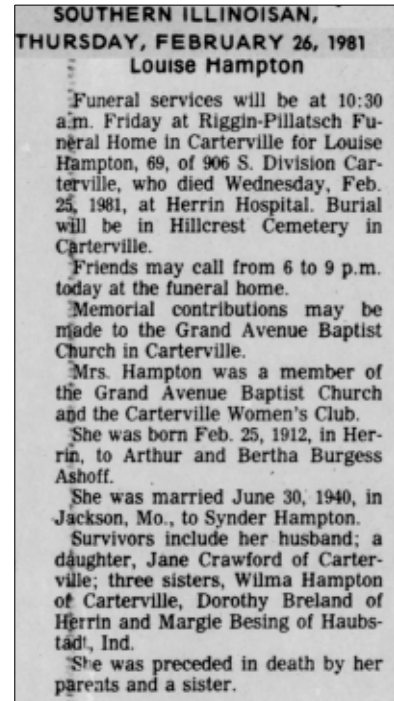 SOUTHERN ILLINOISAN,
THURSDAY, FEBRUARY 26, 1981
Louise Hampton
Funeral services will be at 10:30
a.m. Friday at Riggin-Pillatsch Fu-
neral Home in Carterville for Louise
Hampton, 69, of 906 S. Division Car-
terville, who died Wednesday, Feb.
25, 1981, at Herrin Hospital. Burial
will be in Hillcrest Cemetery in
Carterville.
Friends may call from 6 to 9 p.m.
today at the funeral home.
Memorial contributions may be
made to the Grand Avenue Baptist
Church in Carterville.
Mrs. Hampton was a member of
the Grand Avenue Baptist Church
and the Carterville Women's Club.
She was born Feb. 25, 1912, in Her-
rin, to Arthur and Bertha Burgess
Ashoff.
She was married June 30, 1940, in
Jackson, Mo., to Synder Hampton.
Survivors include her husband; a
daughter, Jane Crawford of Carter-
ville; three sisters, Wilma Hampton
of Carterville, Dorothy Breland of
Herrin and Margie Besing of Haubs-
tadt, Ind.
She was preceded in death by her
parents and a sister.